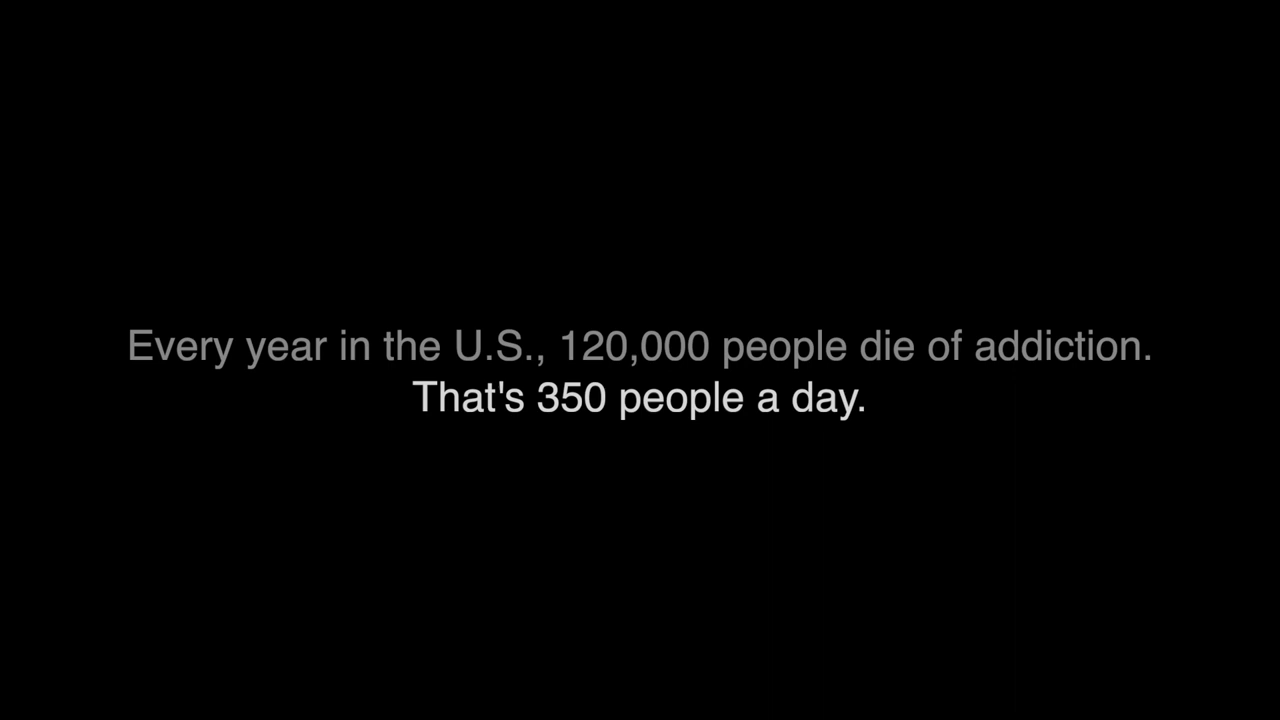 Every year in the U.S., 120,000 people die of addiction.
That's 350 people a day.